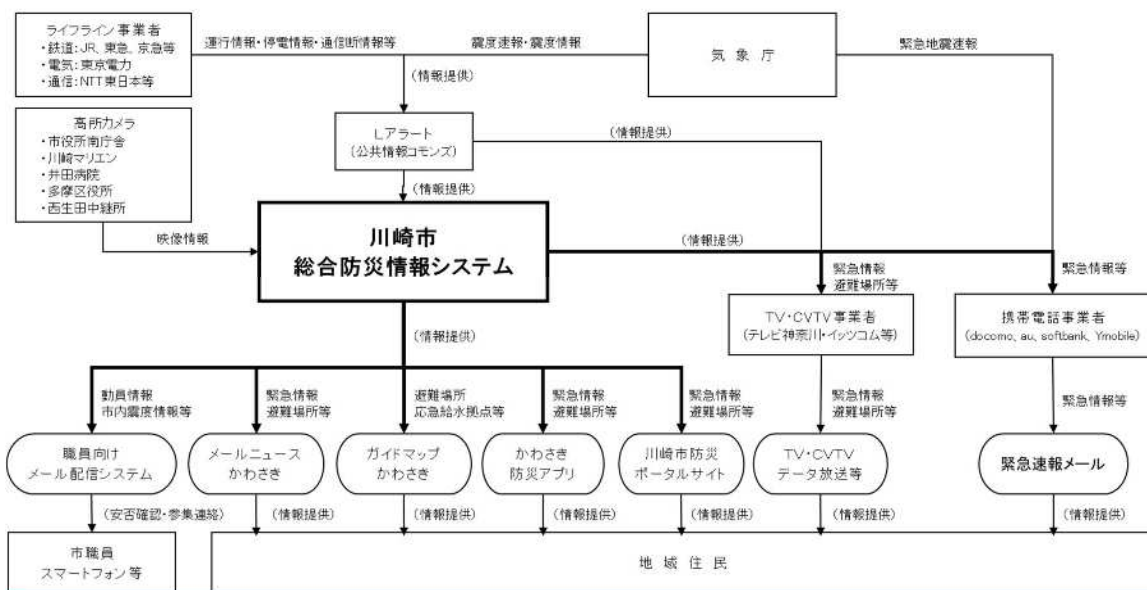 ライフライン事業者
・鉄道:JR、東急、京急等
・電気:東京電力
・通信:NTT東日本等
運行情報・停電情報・通信断情報等
震度速報・震度情報
気象庁
緊急地震速報
(情報提供)
高所カメラ
・市役所南庁舎
・川崎マリエン
・井田病院
・多摩区役所
・西生田中継所
Lアラート
(公共情報コモンズ)
(情報提供)
(情報提供)
映像情報
川崎市
総合防災情報システム
(情報提供)
緊急情報
避難場所等
緊急情報等
TV・CVTV事業者
(テレビ神奈川・イッツコム等)
携帯電話事業者
(docomo、au、softbank、Ymobile)
(情報提供)
動員情報
市内震度情報等
緊急情報
避難場所等
避難場所
応急給水拠点等
緊急情報
避難場所等
緊急情報
避難場所等
緊急情報
避難場所等
緊急情報等
職員向け
メール配信システム
メールニュース
かわさき
ガイドマップ
かわさき
かわさき
防災アプリ
川崎市防災
ポータルサイト
TV・CVTV
データ放送等
緊急速報メール
(安否確認・参集連絡)
(情報提供)
(情報提供)
(情報提供)
(情報提供)
(情報提供)
(情報提供)
市職員
スマートフォン等
地域住民